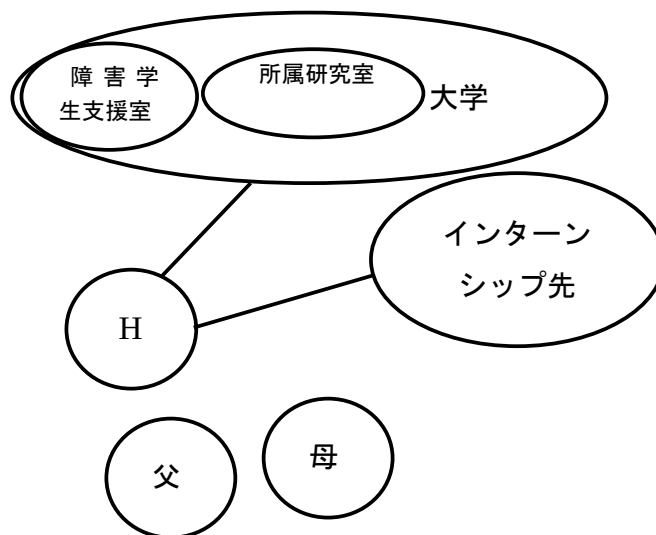 障害学
生支援室
所属研究室
大学
インターン
シップ先
H
父
母